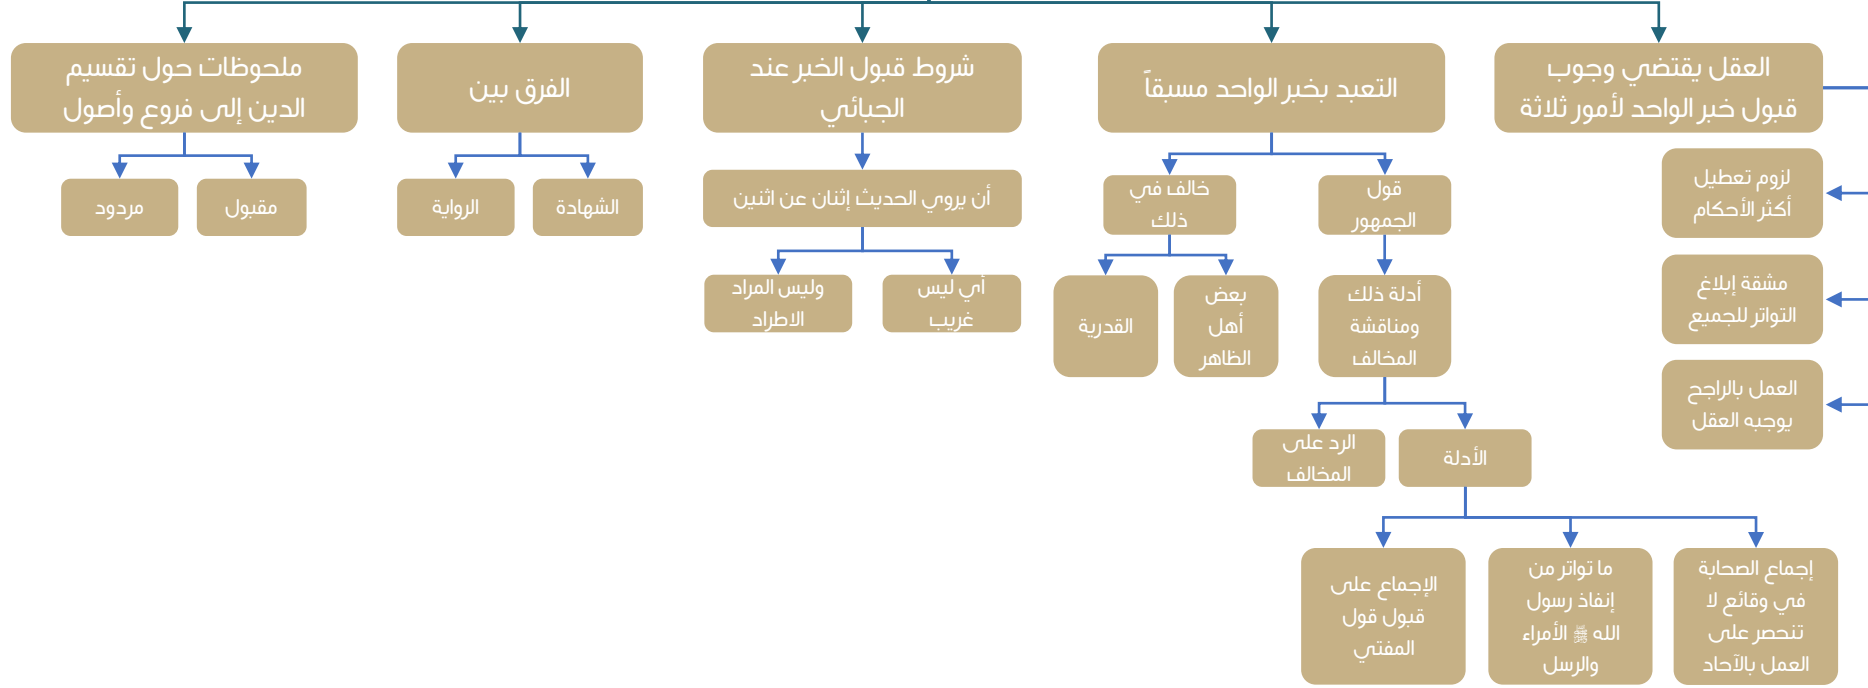 العقل يقتضي وجوب
قبول خبر الواحد لأمور ثلاثة
لزوم تعطيل
أكثر الأحكام
مشقة إبلاغ
التواتر للجميع
العمل بالراجح
يوجبه العقل
التعبد بخبر الواحد مسبقاً
قول
الجمهور
أدلة ذلك
ومناقشة
المخالف
الأدلة
إجماع الصحابة
في وقائع لا
تنحصر على
العمل بالآحاد
ما تواتر من
إنفاذ رسول
الله ﷺ الأمراء
والرسل
الإجماع على
قبول قول
المفتي
الرد على
المخالف
خالف في
ذلك
بعض
أهل
الظاهر
القدرية
شروط قبول الخبر عند
الجبائي
أن يروي الحديث إثنان عن اثنين
أي ليس
غريب
وليس المراد
الاطراد
الفرق بين
الشهادة
الرواية
ملحوظات حول تقسيم
الدين إلى فروع وأصول
مقبول
مردود